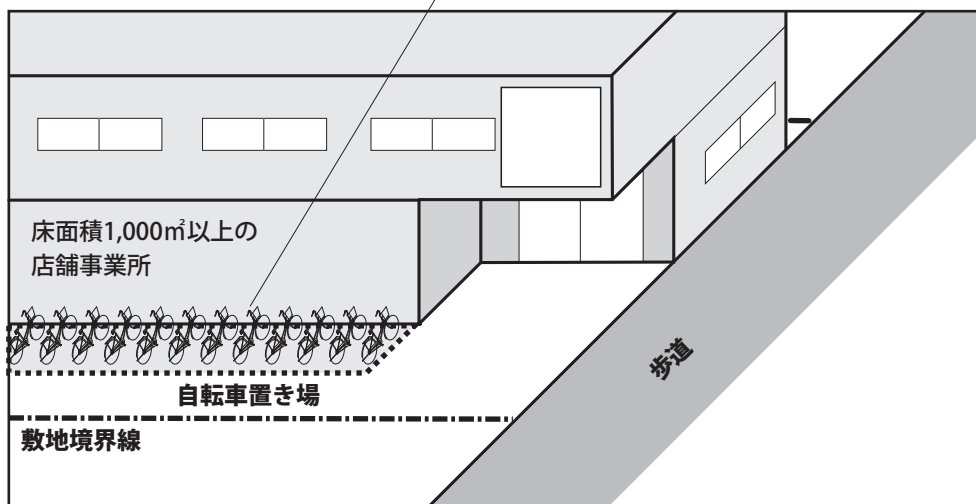 床面積1,000㎡以上の
店舗事業所
歩道
自転車置き場
敷地境界線